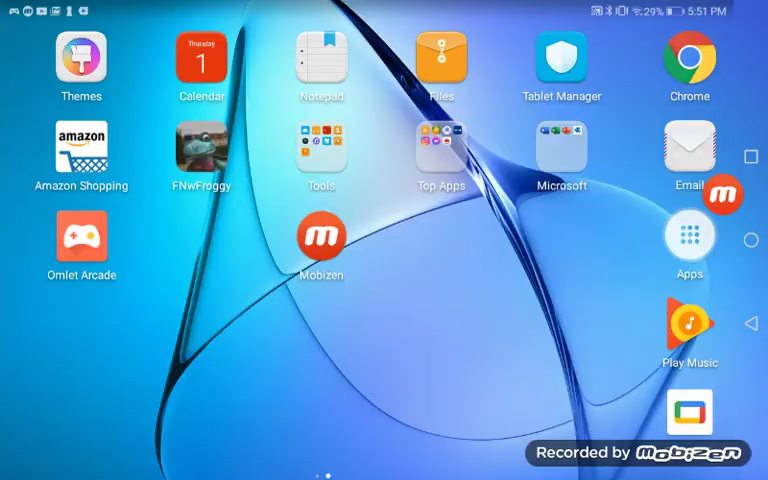 29% 5:51 PM
Thursday
1
Themes
Calendar
Notepad
Files
Tablet Manager
Chrome
amazon
Amazon Shopping
FNwFroggy
Tools
Top Apps
Microsoft
Email
m
m
Omlet Arcade
Mobizen
Apps
Play Music
Recorded by Mobizen